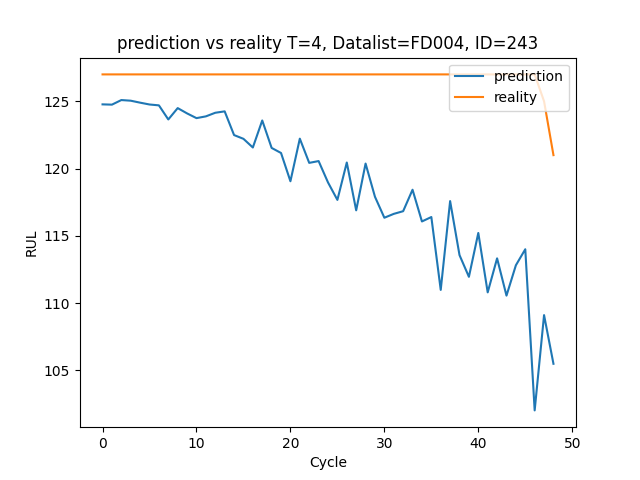 prediction vs reality T=4, Datalist=FD004, ID=243
prediction
reality
125
120
115
110
105
RUL
0 10 20 30 40 50
Cycle